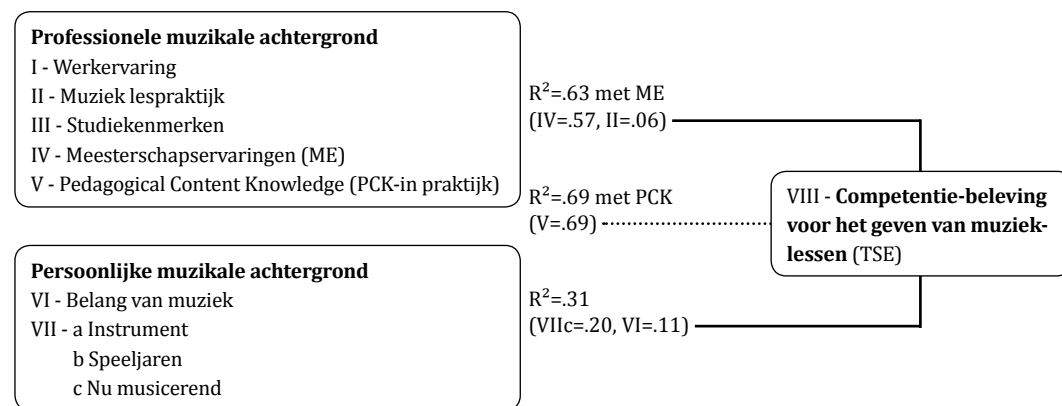 Professionele muzikale achtergrond
I - Werkervaring
II - Muziek lespraktijk
III - Studiekenmerken
IV - Meesterschapservaringen (ME)
V - Pedagogical Content Knowledge (PCK-in praktijk)
R²=.63 met ME
(IV=.57, II=.06)
R²=.69 met PCK
(V=.69)
VIII - Competentie-beleving
voor het geven van muziek-
lessen (TSE)
Persoonlijke muzikale achtergrond
VI - Belang van muziek
VII - a Instrument
b Speeljaren
c Nu musicerend
R²=.31
(VIIc=.20, VI=.11)